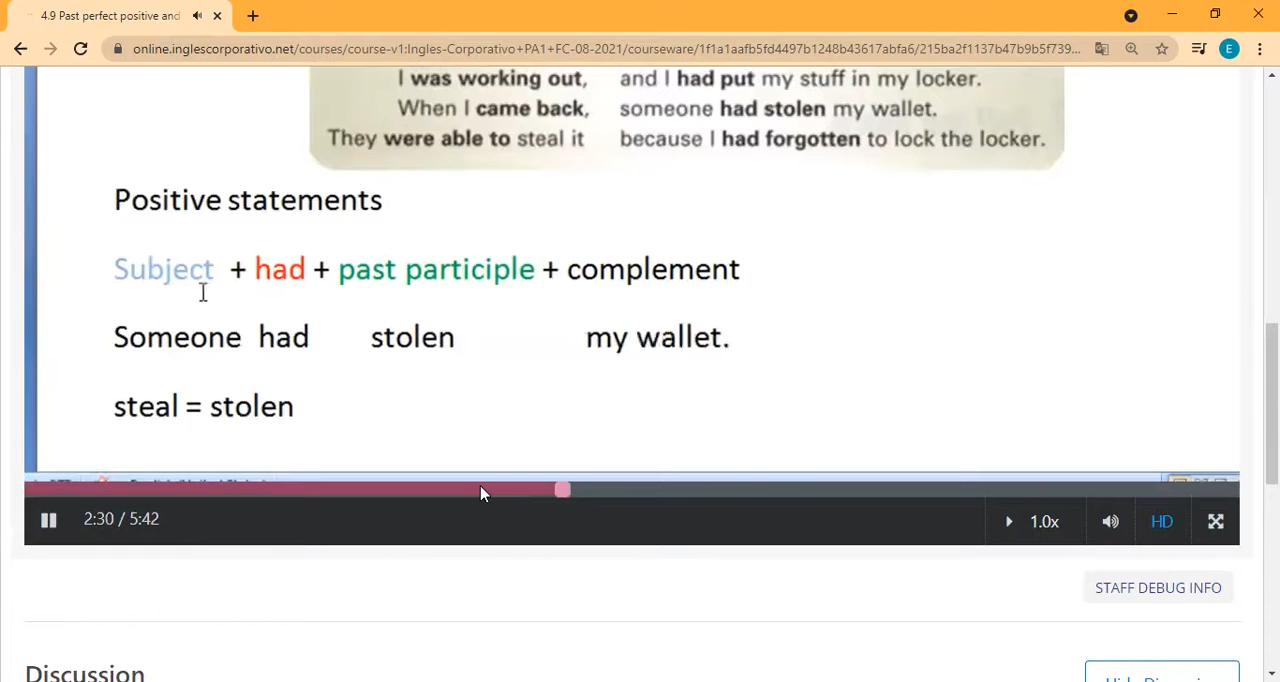 4.9 Past perfect positive and
online.inglescorporativo.net/courses/course-v1:Ingles-Corporativo+PA1+FC-08-2021/courseware/1f1a1aafb5fd4497b1248b43617abfa6/215ba2f1137b47b9b5f739...
E
I was working out, and I had put my stuff in my locker.
When I came back, someone had stolen my wallet.
They were able to steal it because I had forgotten to lock the locker.
Positive statements
Subject + had + past participle + complement
Someone had stolen my wallet.
steal = stolen
2:30 / 5:42
1.0x
HD
STAFF DEBUG INFO
Discussion